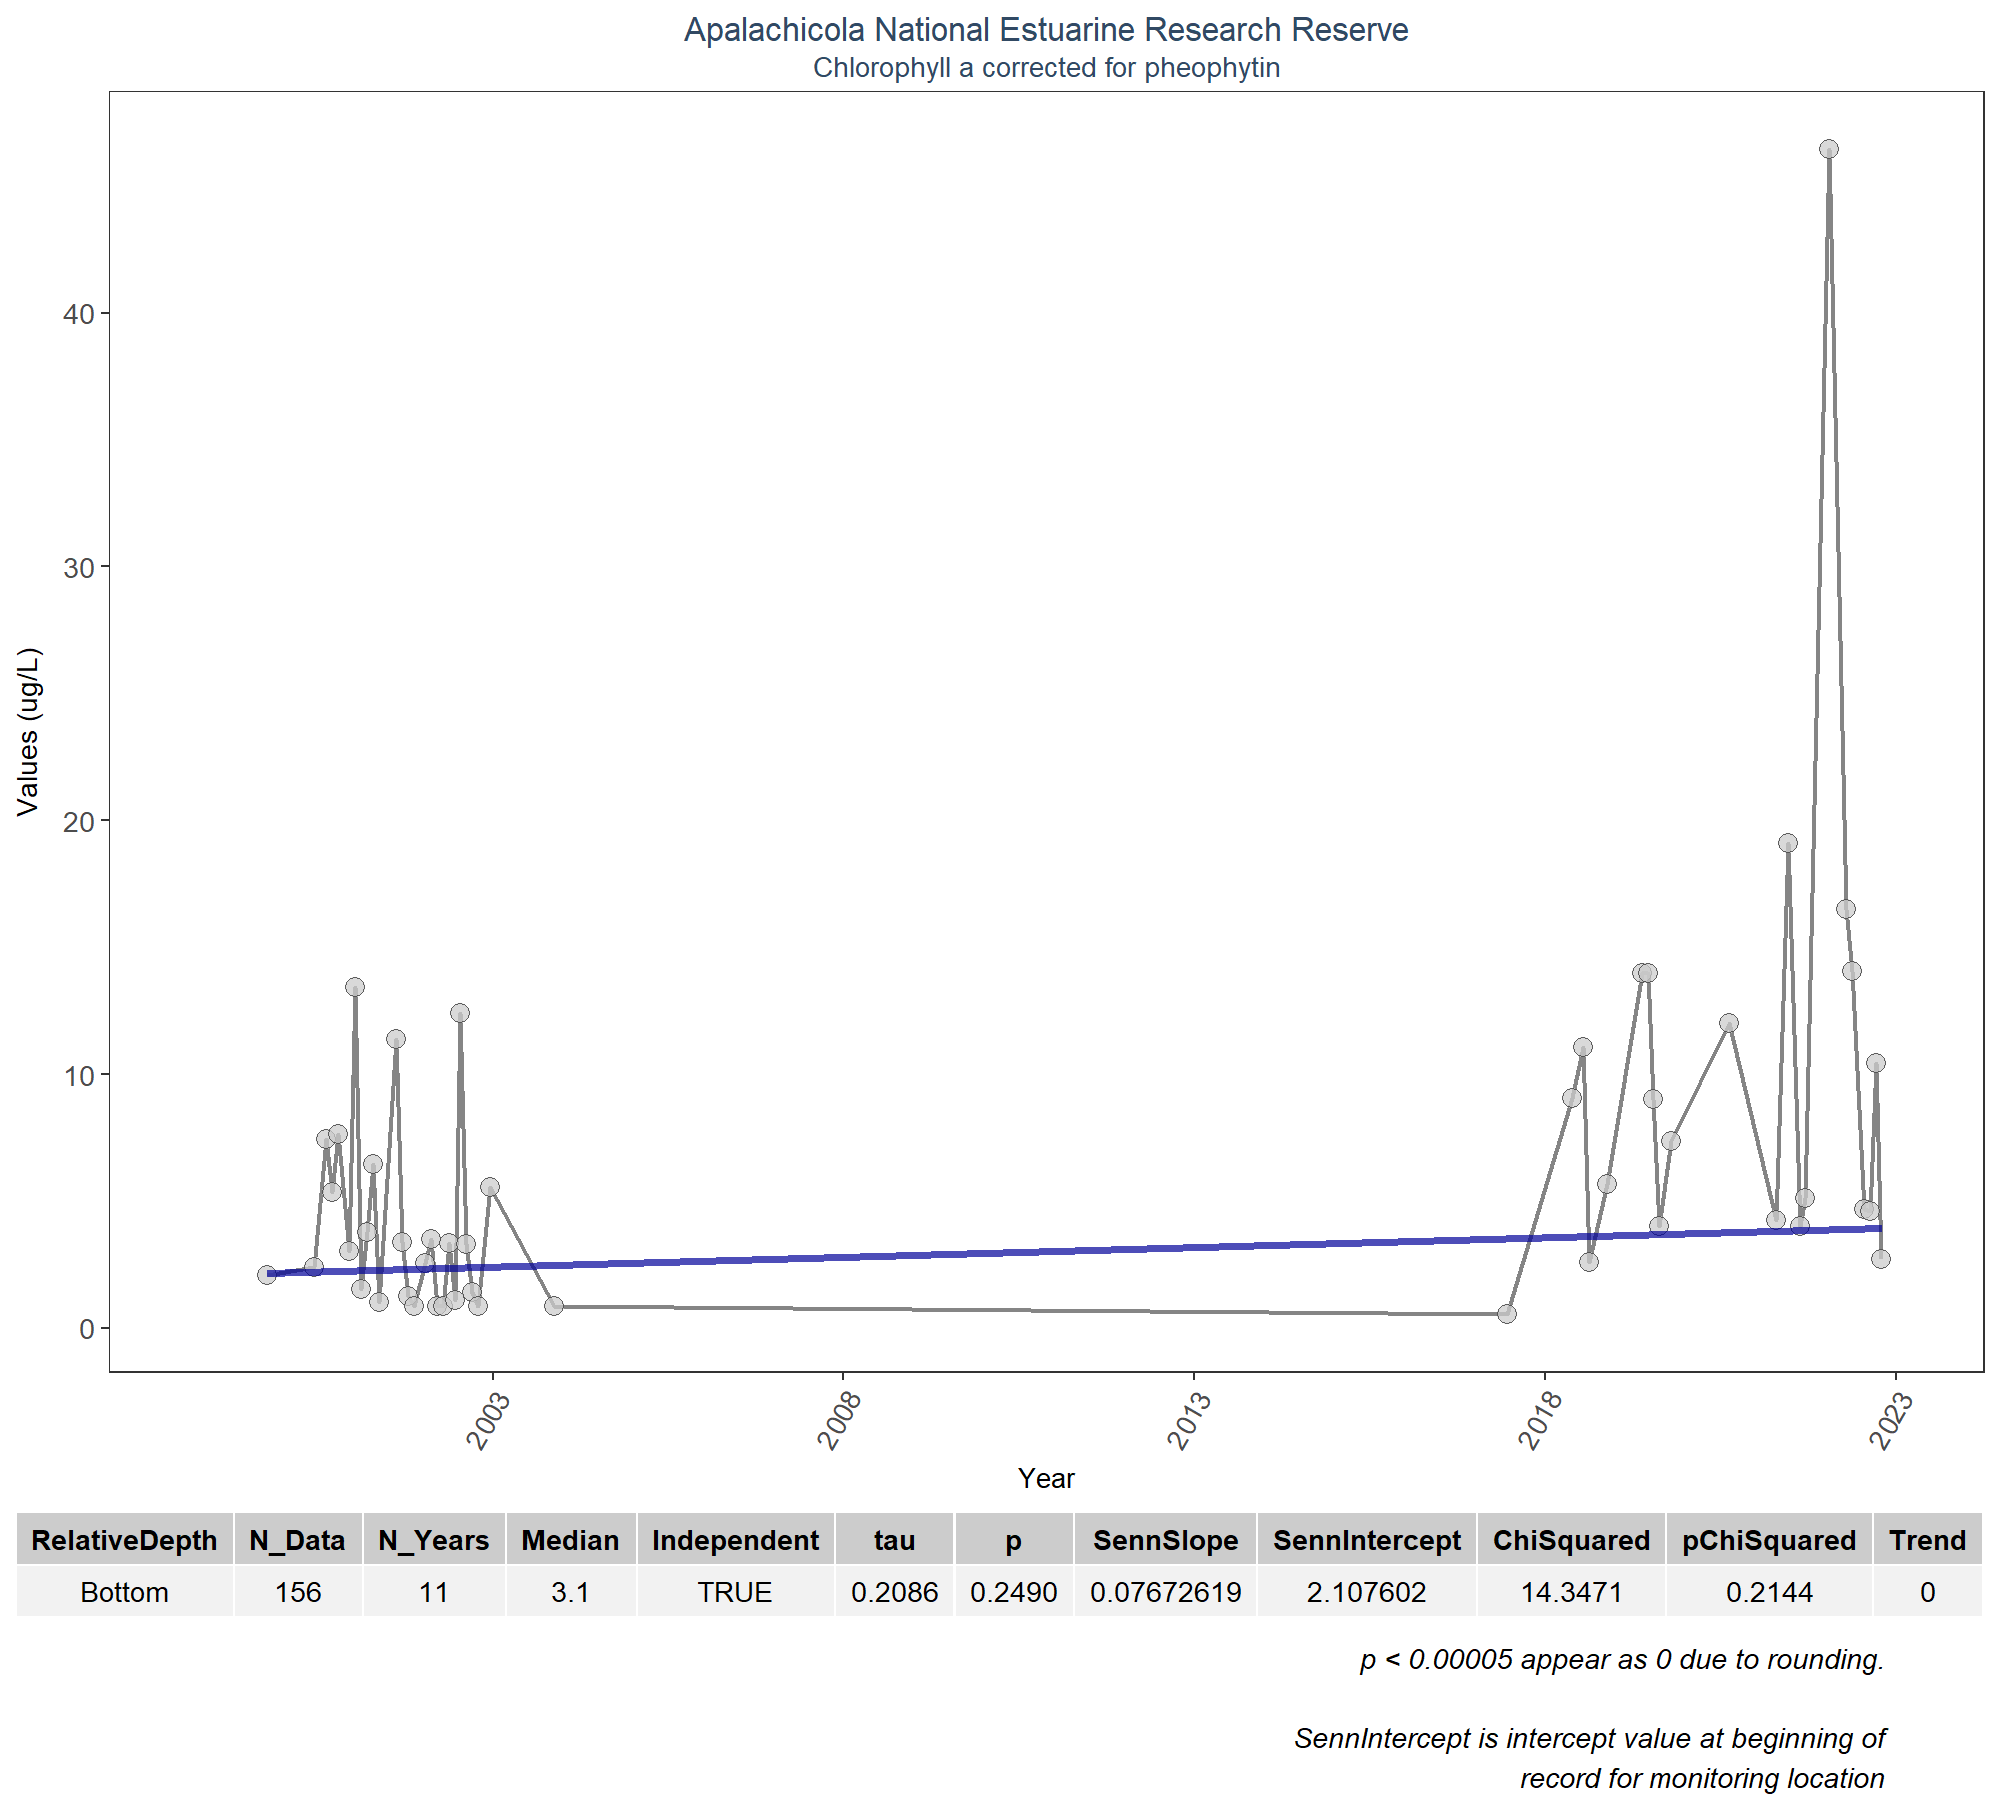 Apalachicola National Estuarine Research Reserve
Chlorophyll a corrected for pheophytin
Values (ug/L)
40
30
20
10
0
2003
2008
2013
2018
2023
Year
RelativeDepth N_Data N_Years Median Independent tau p SennSlope SennIntercept ChiSquared pChiSquared Trend
Bottom 156 11 3.1 TRUE 0.2086 0.2490 0.07672619 2.107602 14.3471 0.2144 0
p < 0.00005 appear as 0 due to rounding.
SennIntercept is intercept value at beginning of
record for monitoring location